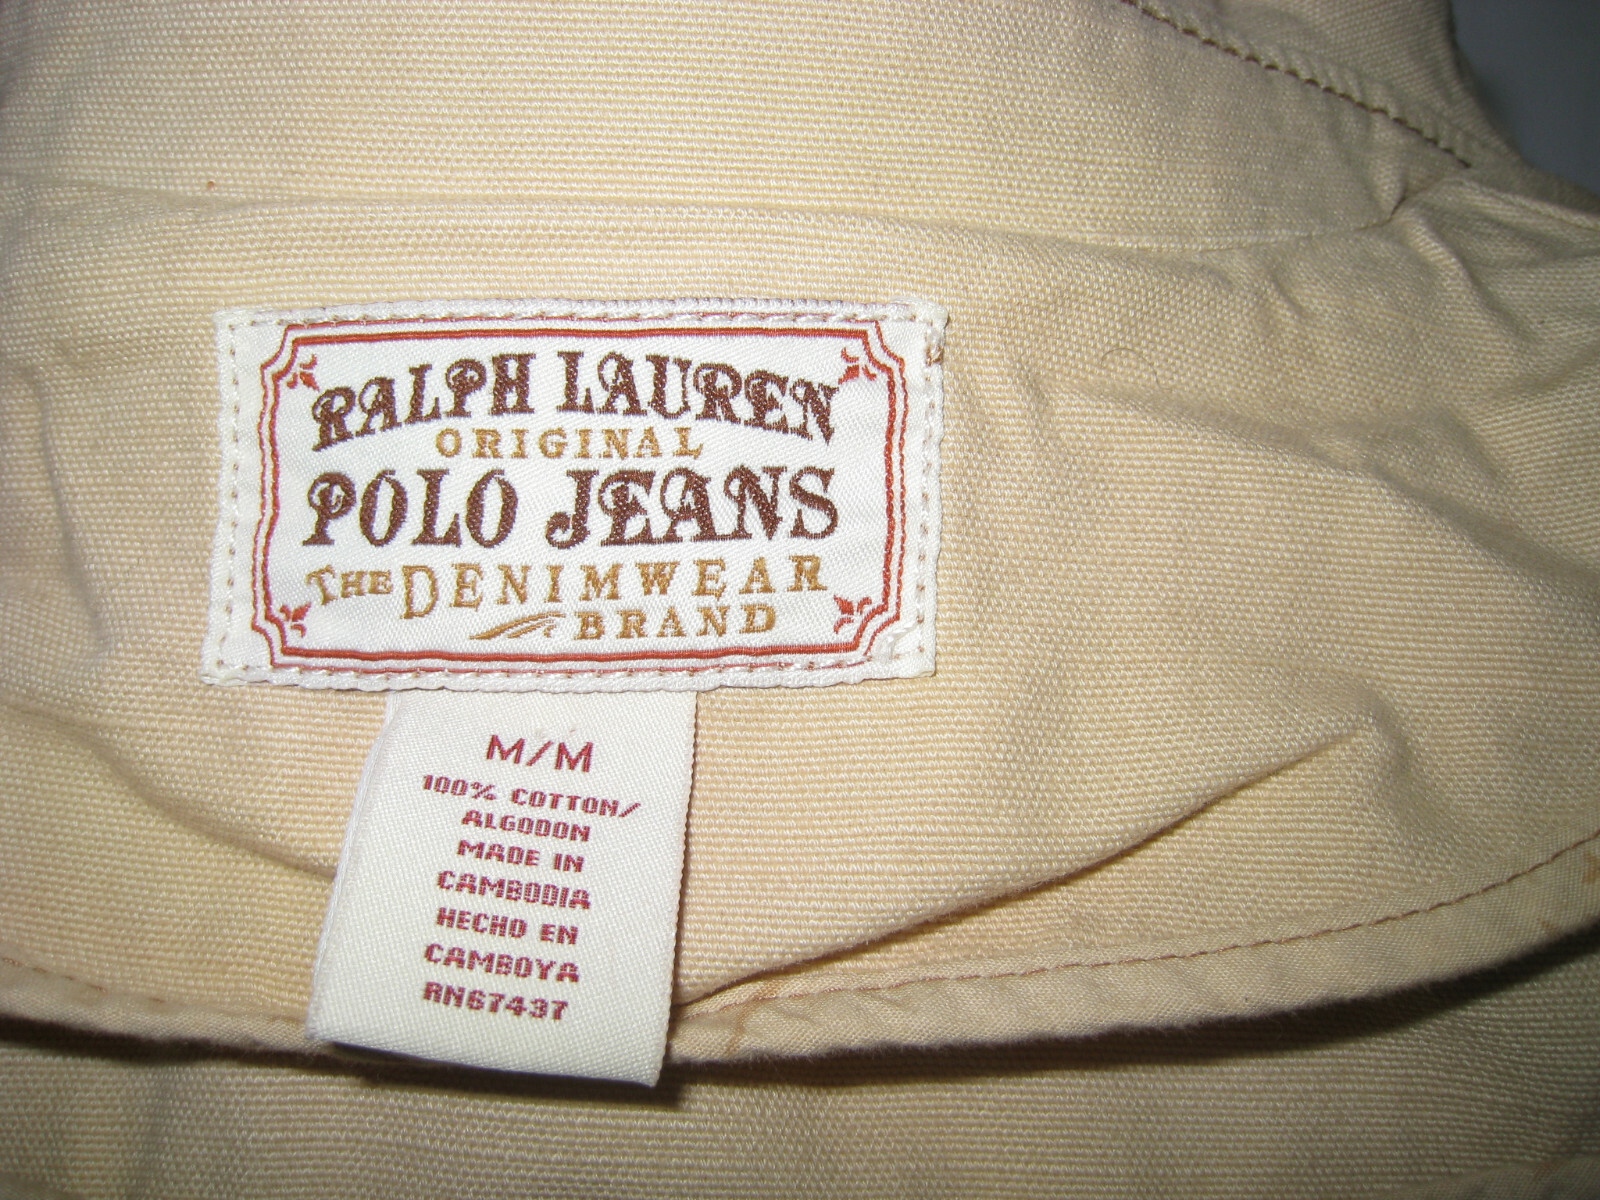 RALPH LAUREN
ORIGINAL
POLO JEANS
THE DENIMWEAR
BRAND
M/M
100% COTTON/
ALGODON
MADE IN
CAMBODIA
HECHO EN
CAMBOYA
RN67437